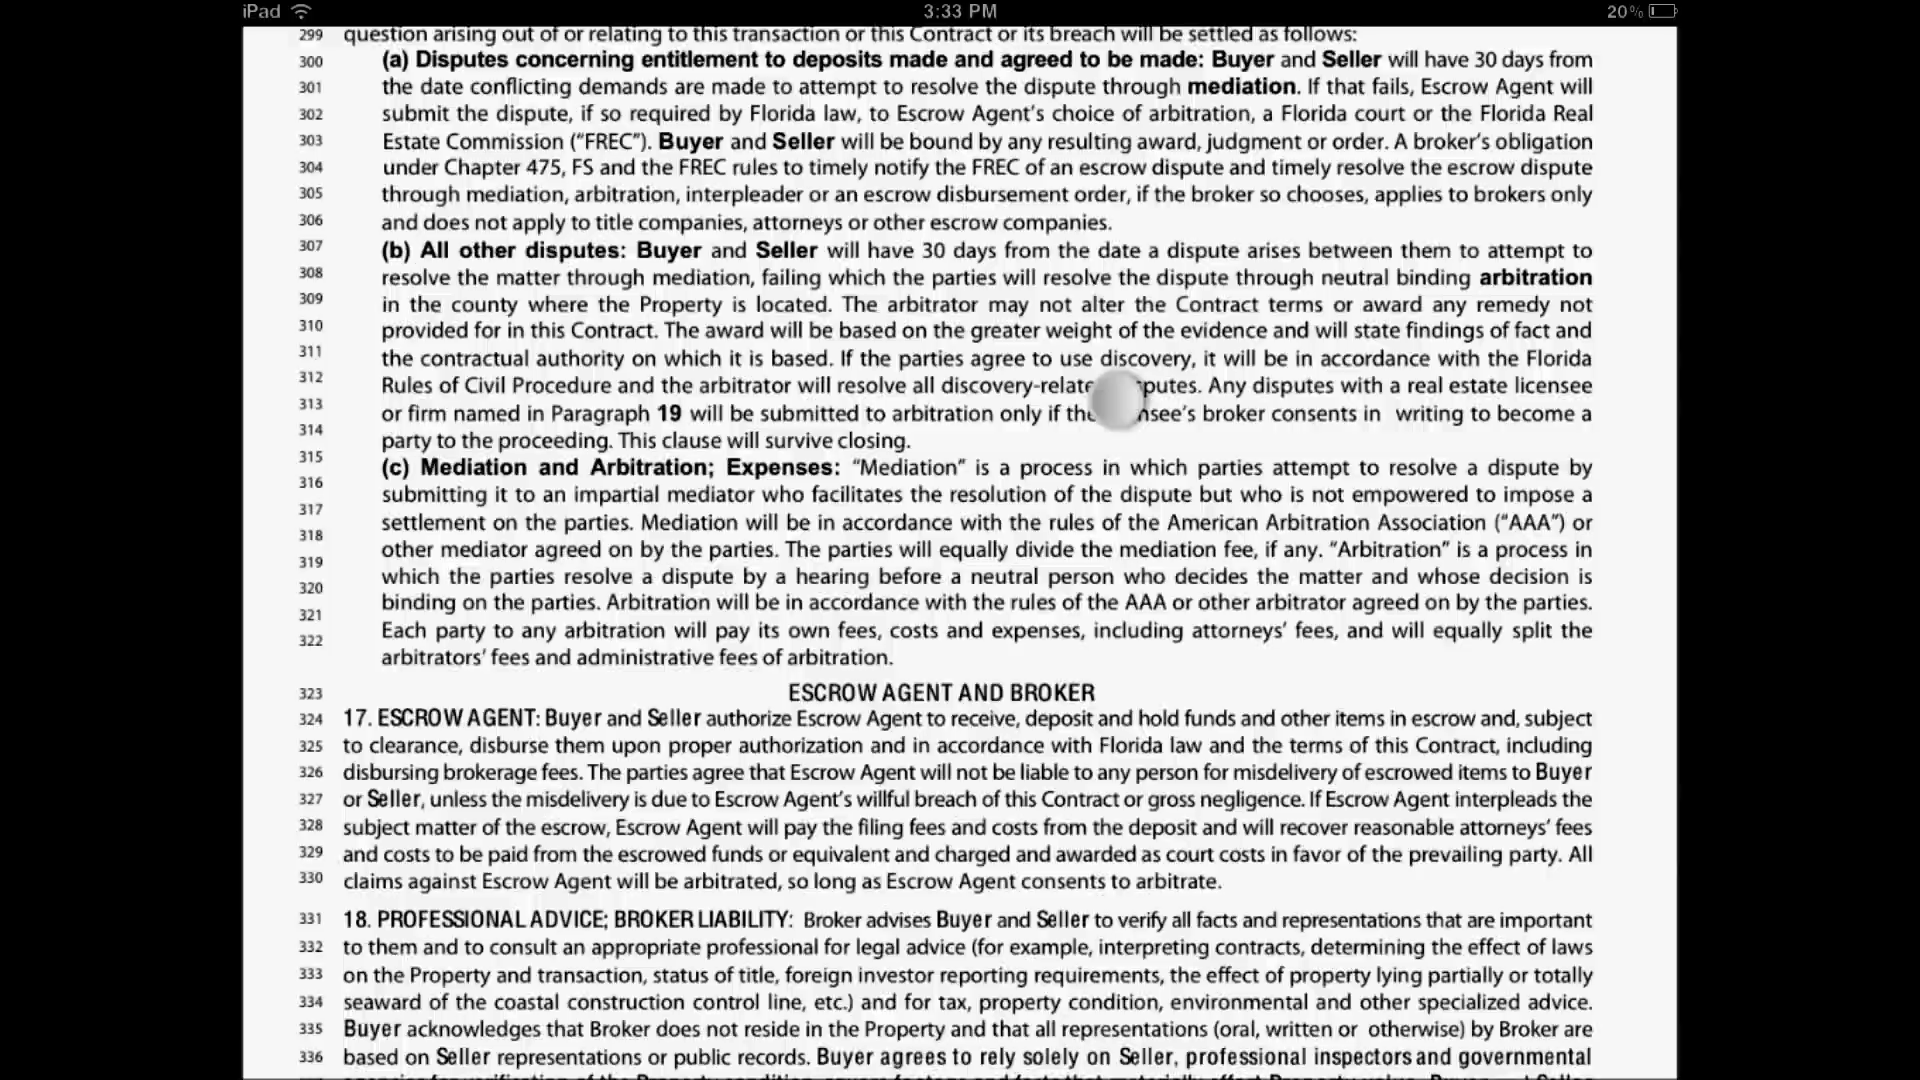 iPad 3:33 PM 20%
299 question arising out of or relating to this transaction or this Contract or its breach will be settled as follows:
300 (a) Disputes concerning entitlement to deposits made and agreed to be made: Buyer and Seller will have 30 days from
301 the date conflicting demands are made to attempt to resolve the dispute through mediation. If that fails, Escrow Agent will
302 submit the dispute, if so required by Florida law, to Escrow Agent's choice of arbitration, a Florida court or the Florida Real
303 Estate Commission ("FREC"). Buyer and Seller will be bound by any resulting award, judgment or order. A broker's obligation
304 under Chapter 475, FS and the FREC rules to timely notify the FREC of an escrow dispute and timely resolve the escrow dispute
305 through mediation, arbitration, interpleader or an escrow disbursement order, if the broker so chooses, applies to brokers only
306 and does not apply to title companies, attorneys or other escrow companies.
307 (b) All other disputes: Buyer and Seller will have 30 days from the date a dispute arises between them to attempt to
308 resolve the matter through mediation, failing which the parties will resolve the dispute through neutral binding arbitration
309 in the county where the Property is located. The arbitrator may not alter the Contract terms or award any remedy not
310 provided for in this Contract. The award will be based on the greater weight of the evidence and will state findings of fact and
311 the contractual authority on which it is based. If the parties agree to use discovery, it will be in accordance with the Florida
312 Rules of Civil Procedure and the arbitrator will resolve all Any disputes with a real estate licensee
313 or firm named in Paragraph 19 will be submitted to arbitration only if broker consents in writing to become a
314 party to the proceeding. This clause will survive closing.
315 (c) Mediation and Arbitration; Expenses: "Mediation" is a process in which parties attempt to resolve a dispute by
316 submitting it to an impartial mediator who facilitates the resolution of the dispute but who is not empowered to impose a
317 settlement on the parties. Mediation will be in accordance with the rules of the American Arbitration Association ("AAA") or
318 other mediator agreed on by the parties. The parties will equally divide the mediation fee, if any. "Arbitration" is a process in
319 which the parties resolve a dispute by a hearing before a neutral person who decides the matter and whose decision is
320 binding on the parties. Arbitration will be in accordance with the rules of the AAA or other arbitrator agreed on by the parties.
321 Each party to any arbitration will pay its own fees, costs and expenses, including attorneys' fees, and will equally split the
322 arbitrators' fees and administrative fees of arbitration.
323 ESCROW AGENT AND BROKER
324 17. ESCROW AGENT: Buyer and Seller authorize Escrow Agent to receive, deposit and hold funds and other items in escrow and, subject
325 to clearance, disburse them upon proper authorization and in accordance with Florida law and the terms of this Contract, including
326 disbursing brokerage fees. The parties agree that Escrow Agent will not be liable to any person for misdelivery of escrowed items to Buyer
327 or Seller, unless the misdelivery is due to Escrow Agent's willful breach of this Contract or gross negligence. If Escrow Agent interpleads the
328 subject matter of the escrow, Escrow Agent will pay the filing fees and costs from the deposit and will recover reasonable attorneys' fees
329 and costs to be paid from the escrowed funds or equivalent and charged and awarded as court costs in favor of the prevailing party. All
330 claims against Escrow Agent will be arbitrated, so long as Escrow Agent consents to arbitrate.
331 18. PROFESSIONAL ADVICE; BROKER LIABILITY: Broker advises Buyer and Seller to verify all facts and representations that are important
332 to them and to consult an appropriate professional for legal advice (for example, interpreting contracts, determining the effect of laws
333 on the Property and transaction, status of title, foreign investor reporting requirements, the effect of property lying partially or totally
334 seaward of the coastal construction control line, etc.) and for tax, property condition, environmental and other specialized advice.
335 Buyer acknowledges that Broker does not reside in the Property and that all representations (oral, written or otherwise) by Broker are
336 based on Seller representations or public records. Buyer agrees to rely solely on Seller, professional inspectors and governmental